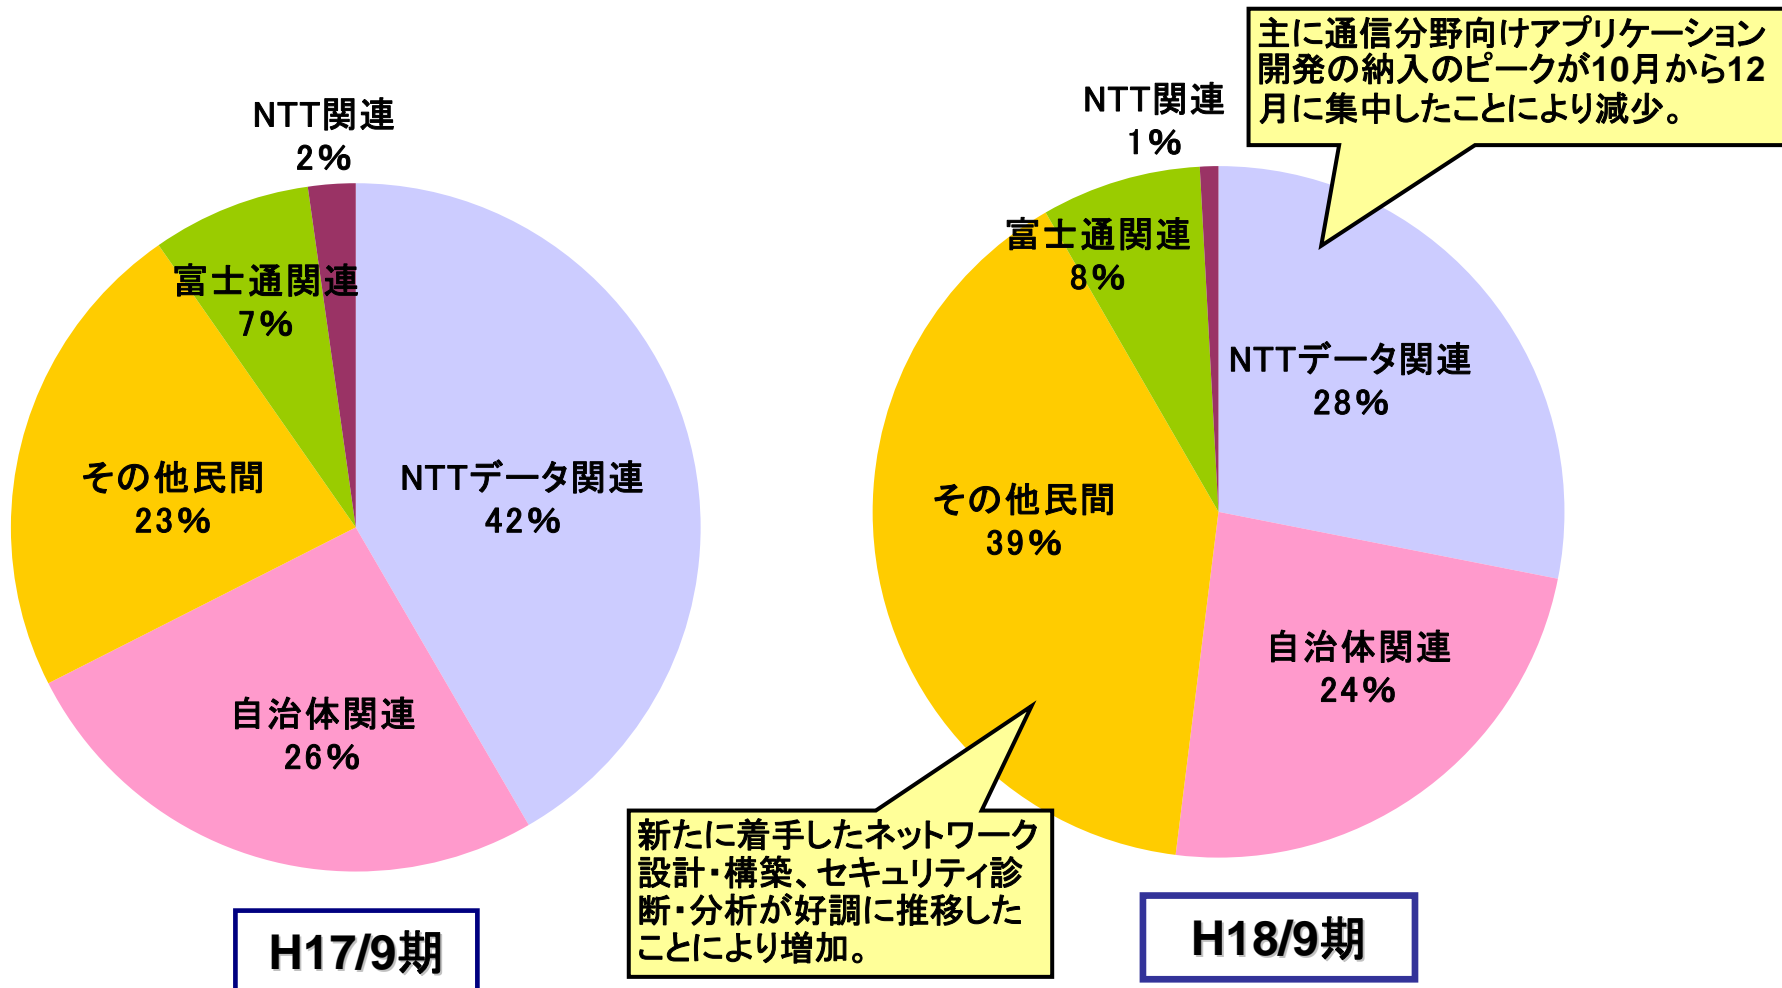 NTT関連
2%
富士通関連
7%
その他民間
23%
NTTデータ関連
42%
自治体関連
26%
H17/9期
主に通信分野向けアプリケーション
開発の納入のピークが10月から12
月に集中したことにより減少。
NTT関連
1%
富士通関連
8%
NTTデータ関連
28%
その他民間
39%
自治体関連
24%
新たに着手したネットワーク
設計・構築、セキュリティ診
断・分析が好調に推移した
ことにより増加。
H18/9期